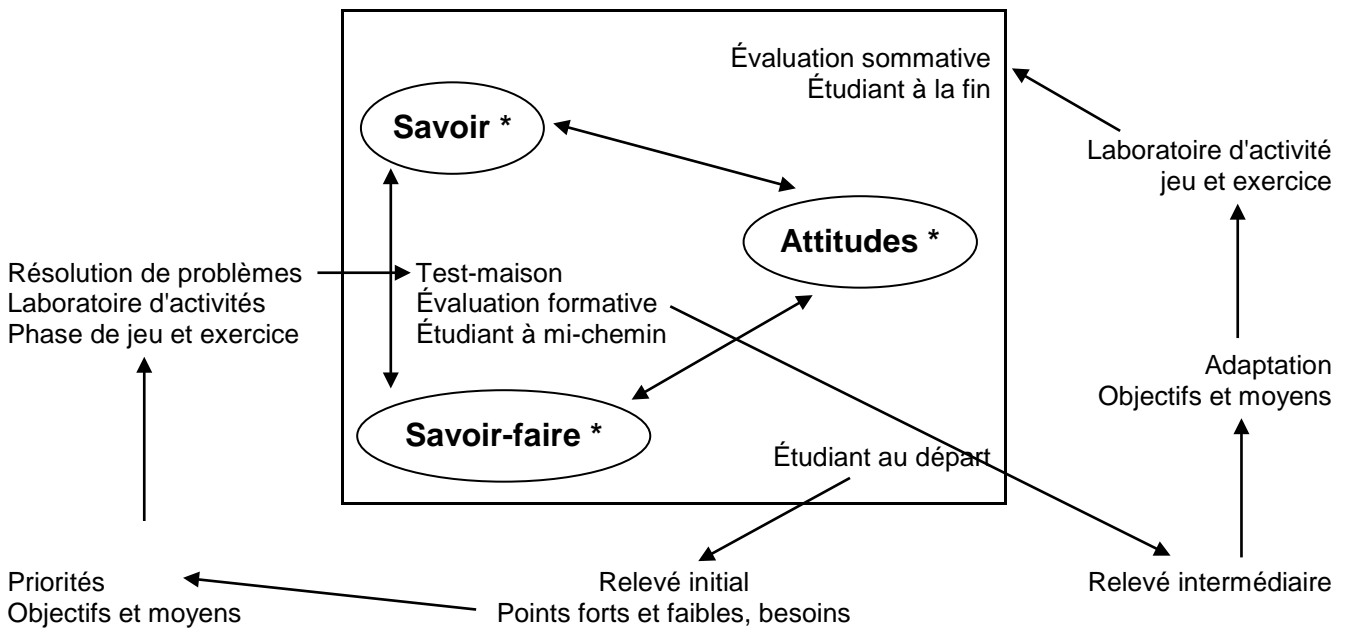 Évaluation sommative
Étudiant à la fin
Savoir *
Laboratoire d'activité
jeu et exercice
Attitudes *
Résolution de problèmes
Laboratoire d'activités
Phase de jeu et exercice
Test-maison
Évaluation formative
Étudiant à mi-chemin
Adaptation
Objectifs et moyens
Savoir-faire *
Étudiant au départ
Priorités
Objectifs et moyens
Relevé initial
Points forts et faibles, besoins
Relevé intermédiaire